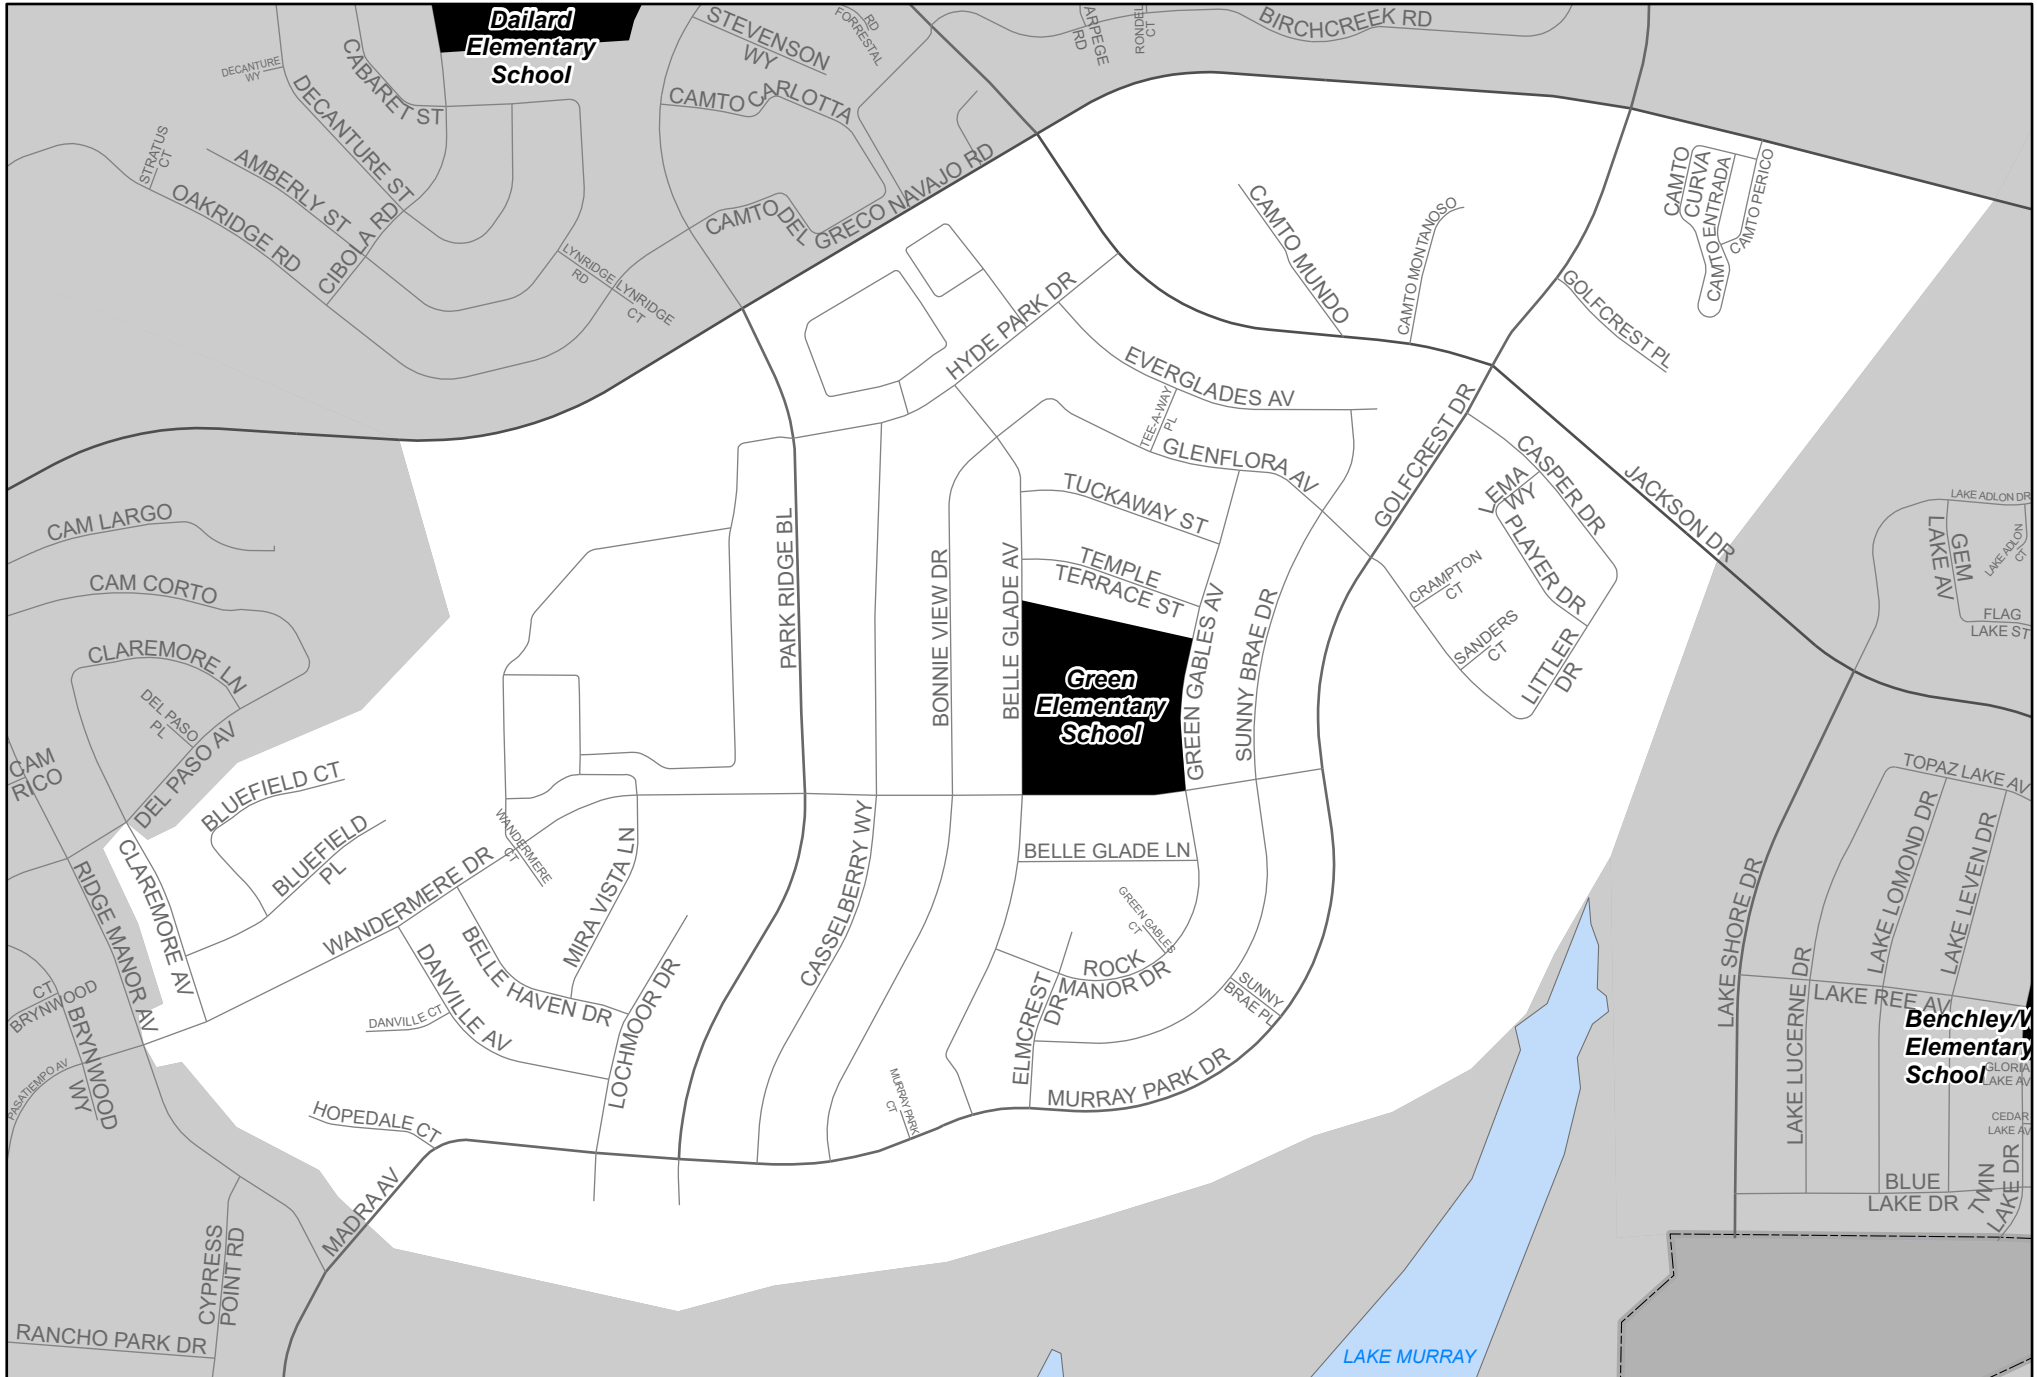 Dailard
Elementary
School
STEVENSON
WY
RD
FORRESTAL
ARPEGE
RD
RONDEL
CT
BIRCHCREEK RD
DECANTURE
WY
CABARET ST
DECANTURE ST
CAMTO CARLOTTA
STRATUS
CT
AMBERLY ST
OAKRIDGE RD
CIBOLA RD
LYNRIDGE
RD
LYNRIDGE
CT
CAMTO DEL GRECO
NAVAJO RD
CAMTO MUNDO
CAMTO MONTANOSO
CAMTO
CURVA
CAMTO ENTRADA
CAMTO PERICO
GOLFCREST PL
HYDE PARK DR
EVERGLADES AV
TEE-A-WAY
PL
GLENFLORA AV
GOLFCREST DR
CASPER DR
LEMA
WY
PLAYER DR
JACKSON DR
TUCKAWAY ST
TEMPLE
TERRACE ST
CRAMPTON
CT
SANDERS
CT
LITTLER
DR
LAKE ADLON DR
LAKE ADLON
CT
GEM
LAKE AV
FLAG
LAKE ST
CAM LARGO
CAM CORTO
CLAREMORE LN
DEL PASO
PL
DEL PASO AV
CAM
RICO
PARK RIDGE BL
BONNIE VIEW DR
BELLE GLADE AV
Green
Elementary
School
GREEN GABLES AV
SUNNY BRAE DR
TOPAZ LAKE AV
BLUEFIELD CT
BLUEFIELD
PL
CLAREMORE AV
RIDGE MANOR AV
WANDERMERE DR
WANDERMERE
CT
MIRA VISTA LN
CASSELBERRY WY
BELLE GLADE LN
GREEN GABLES
CT
ROCK
MANOR DR
ELMCREST
DR
SUNNY
BRAE PL
MURRAY PARK DR
MURRAY PARK
CT
BELLE HAVEN DR
DANVILLE AV
DANVILLE CT
LOCHMOOR DR
HOPEDALE CT
MADRA AV
CT
BRYNWOOD
BRYNWOOD
WY
PASATIEMPO AV
CYPRESS
POINT RD
RANCHO PARK DR
LAKE SHORE DR
LAKE LOMOND DR
LAKE LEVEN DR
LAKE LUCERNE DR
LAKE REE AV
Benchley/W
Elementary
School
GLORIA
LAKE AV
CEDAR
LAKE AV
BLUE
LAKE DR
TWIN
LAKE DR
LAKE MURRAY